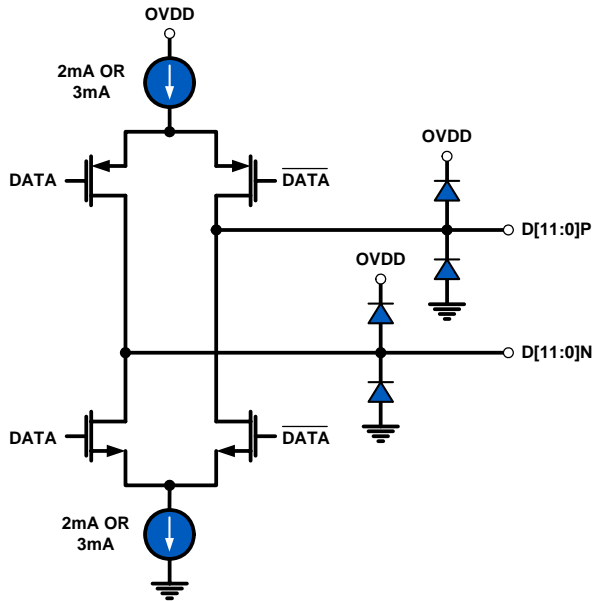 OVDD
2mA OR
3mA
OVDD
DATA
DATA
D[11:0]P
OVDD
D[11:0]N
DATA
DATA
2mA OR
3mA